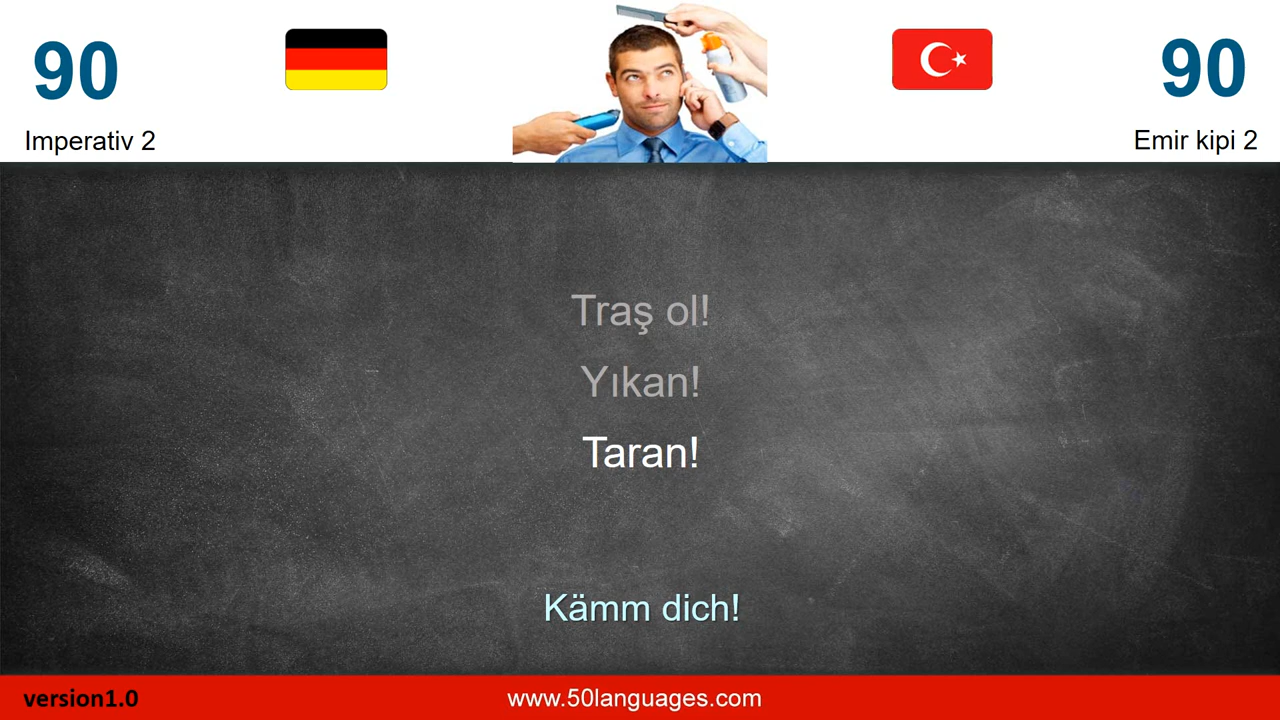 90
90
Imperativ 2
Emir kipi 2
Traş ol!
Yıkan!
Taran!
Kämm dich!
version1.0
www.50languages.com